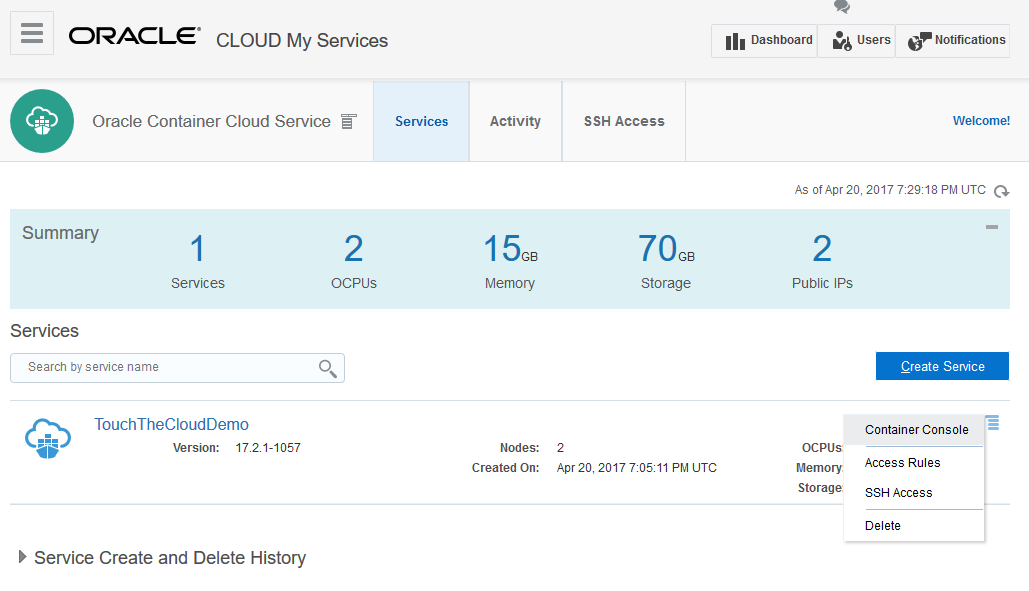 ORACLE® CLOUD My Services
Dashboard Users Notifications
Oracle Container Cloud Service Services Activity SSH Access Welcome!
As of Apr 20, 2017 7:29:18 PM UTC
Summary
1 2 15GB 70GB 2
Services OCPUs Memory Storage Public IPs
Services
Search by service name
Create Service
TouchTheCloudDemo
Version: 17.2.1-1057 Nodes: 2 OCPUs:
Created On: Apr 20, 2017 7:05:11 PM UTC Memory:
Storage:
Container Console
Access Rules
SSH Access
Delete
Service Create and Delete History